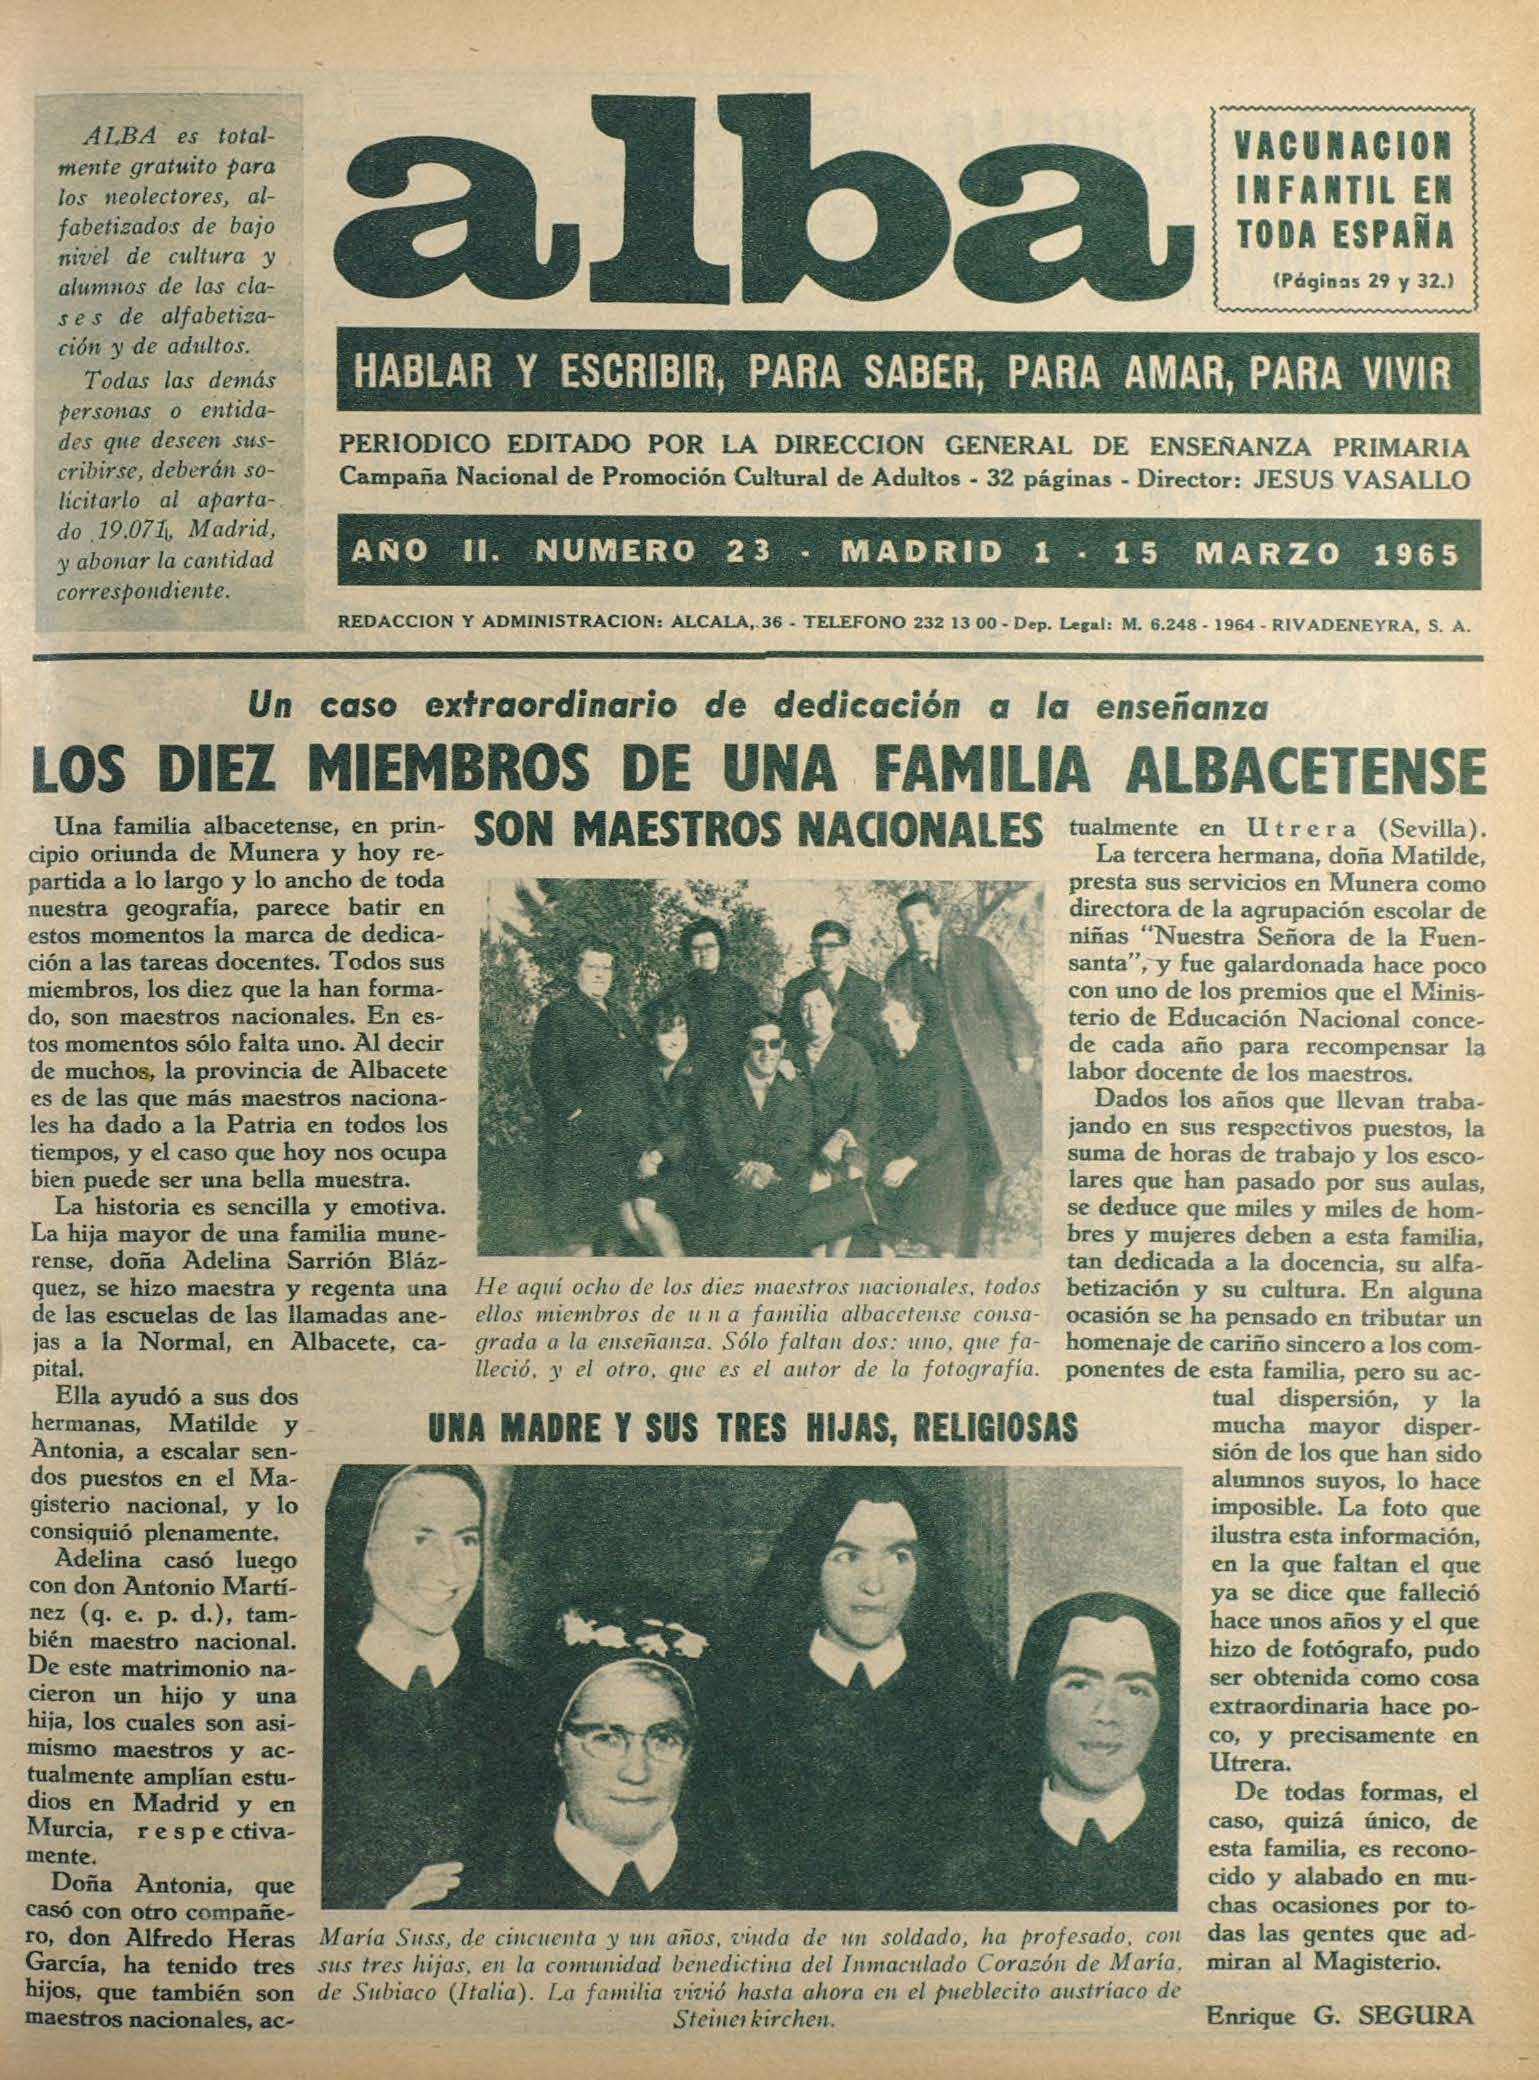 ALBA es total-
mente gratuito para
los neolectores, al-
fabetizados de bajo
nivel de cultura y
alumnos de las cla-
ses de alfabetiza-
ción y de adultos.
Todas las demás
personas o entida-
des que deseen sus-
cribirse, deberán so-
licitarlo al aparta-
do 19.071, Madrid,
y abonar la cantidad
correspondiente.
alba
VACUNACION
INFANTIL EN
TODA ESPAÑA
(Páginas 29 y 32.)
HABLAR Y ESCRIBIR, PARA SABER, PARA AMAR, PARA VIVIR
PERIODICO EDITADO POR LA DIRECCION GENERAL DE ENSEÑANZA PRIMARIA
Campaña Nacional de Promoción Cultural de Adultos - 32 páginas - Director: JESUS VASALLO
AÑO II. NUMERO 23 - MADRID 1 - 15 MARZO 1965
REDACCION Y ADMINISTRACION: ALCALA, 36 - TELEFONO 232 13 00 - Dep. Legal: M. 6.248 - 1964 - RIVADENEYRA, S. A.
Un caso extraordinario de dedicación a la enseñanza
LOS DIEZ MIEMBROS DE UNA FAMILIA ALBACETENSE
SON MAESTROS NACIONALES
Una familia albacetense, en prin-
cipio oriunda de Munera y hoy re-
partida a lo largo y lo ancho de toda
nuestra geografía, parece batir en
estos momentos la marca de dedica-
ción a las tareas docentes. Todos sus
miembros, los diez que la han forma-
do, son maestros nacionales. En es-
tos momentos sólo falta uno. Al decir
de muchos, la provincia de Albacete
es de las que más maestros naciona-
les ha dado a la Patria en todos los
tiempos, y el caso que hoy nos ocupa
bien puede ser una bella muestra.
La historia es sencilla y emotiva.
La hija mayor de una familia mune-
rense, doña Adelina Sarrión Bláz-
quez, se hizo maestra y regenta una
de las escuelas de las llamadas ane-
jas a la Normal, en Albacete, ca-
pital.
Ella ayudó a sus dos
hermanas, Matilde y
Antonia, a escalar sen-
dos puestos en el Ma-
gisterio nacional, y lo
consiguió plenamente.
Adelina casó luego
con don Antonio Martí-
nez (q. e. p. d.), tam-
bién maestro nacional.
De este matrimonio na-
cieron un hijo y una
hija, los cuales son asi-
mismo maestros y ac-
tualmente amplían estu-
dios en Madrid y en
Murcia, respectiva-
mente.
Doña Antonia, que
casó con otro compañe-
ro, don Alfredo Heras
García, ha tenido tres
hijos, que también son
maestros nacionales, ac-
tualmente en Utrera (Sevilla).
La tercera hermana, doña Matilde,
presta sus servicios en Munera como
directora de la agrupación escolar de
niñas "Nuestra Señora de la Fuen-
santa", y fue galardonada hace poco
con uno de los premios que el Minis-
terio de Educación Nacional conce-
de cada año para recompensar la
labor docente de los maestros.
Dados los años que llevan traba-
jando en sus respectivos puestos, la
suma de horas de trabajo y los esco-
lares que han pasado por sus aulas,
se deduce que miles y miles de hom-
bres y mujeres deben a esta familia,
tan dedicada a la docencia, su alfa-
betización y su cultura. En alguna
ocasión se ha pensado en tributar un
homenaje de cariño sincero a los com-
ponentes de esta familia, pero su ac-
tual dispersión, y la
mucha mayor disper-
sión de los que han sido
alumnos suyos, lo hace
imposible. La foto que
ilustra esta información,
en la que faltan el que
ya se dice que falleció
hace unos años y el que
hizo de fotógrafo, pudo
ser obtenida como cosa
extraordinaria hace po-
co, y precisamente en
Utrera.
De todas formas, el
caso, quizá único, de
esta familia, es recono-
cido y alabado en mu-
chas ocasiones por to-
das las gentes que ad-
miran al Magisterio.
Enrique G. SEGURA
He aquí ocho de los diez maestros nacionales, todos
ellos miembros de una familia albacetense consa-
grada a la enseñanza. Sólo faltan dos: uno, que fa-
lleció, y el otro, que es el autor de la fotografía.
UNA MADRE Y SUS TRES HIJAS, RELIGIOSAS
María Suss, de cincuenta y un años, viuda de un soldado, ha profesado, con
sus tres hijas, en la comunidad benedictina del Inmaculado Corazón de María,
de Subiaco (Italia). La familia vivió hasta ahora en el pueblecito austríaco de
Steinerkirchen.